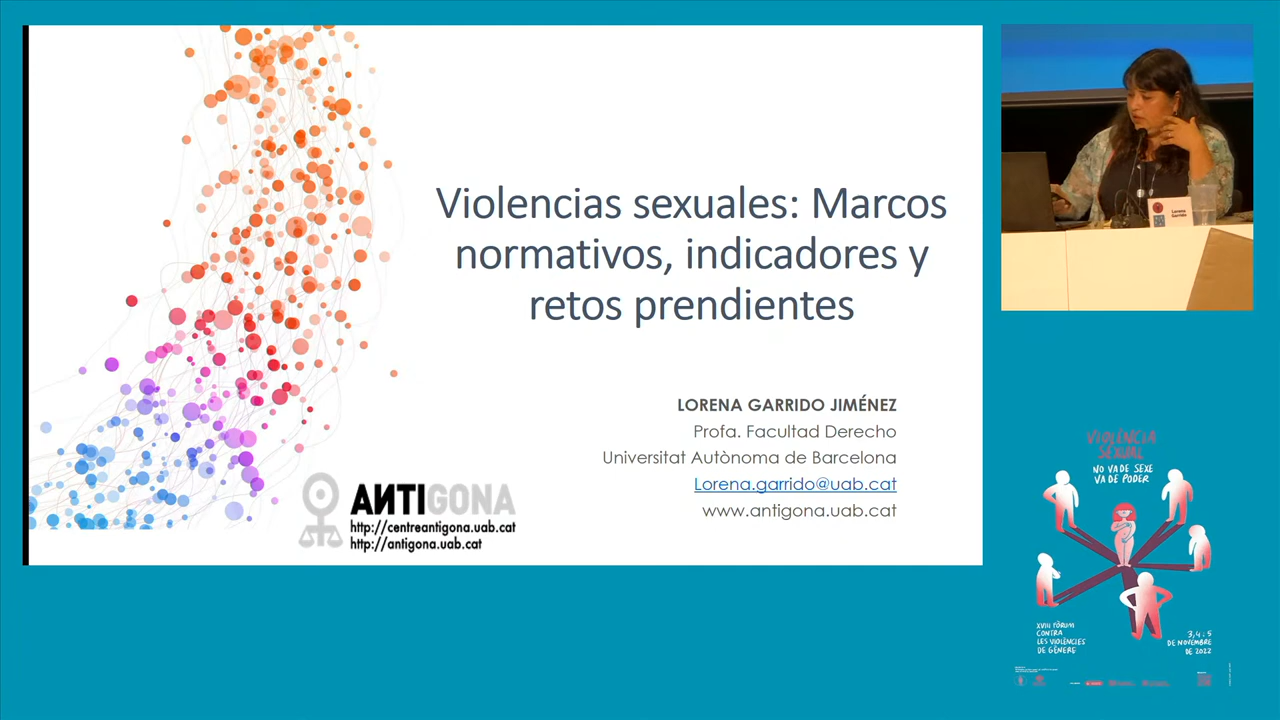 Violencias sexuales: Marcos
normativos, indicadores y
retos prendientes
LORENA GARRIDO JIMÉNEZ
Profa. Facultad Derecho
Universitat Autònoma de Barcelona
Lorena.garrido@uab.cat
www.antigona.uab.cat
ANTIGONA
http://centreantigona.uab.cat
http://antigona.uab.cat
Lorena
Garrido
VIOLÈNCIA
SEXUAL
NO VA DE SEXE
VA DE PODER
XVIII FÒRUM
CONTRA
LES VIOLÈNCIES
DE GÈNERE
3, 4 i 5
DE NOVEMBRE
DE 2022